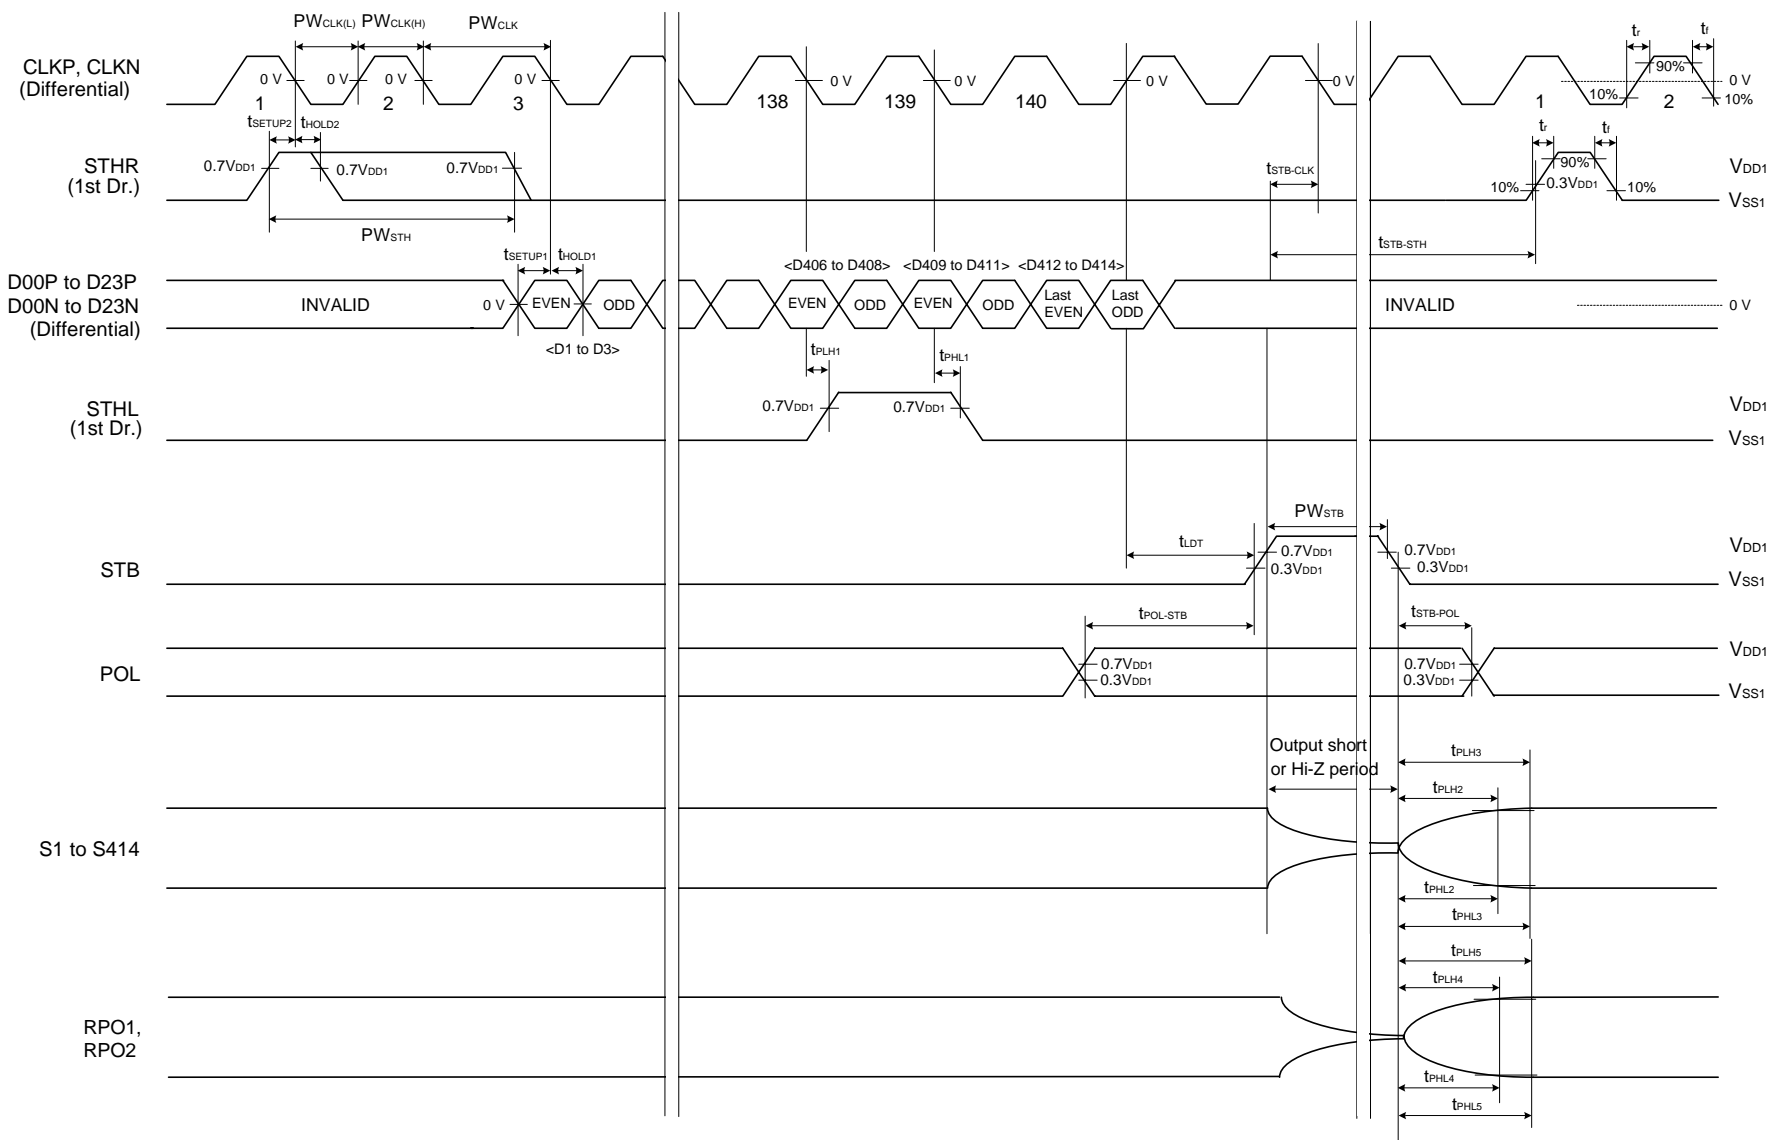 PWCLK(L) PWCLK(H) PWCLK
tr tf
CLKP, CLKN
(Differential)
0 V 0 V 0 V 0 V 0 V 0 V 0 V 0 V 90% 0 V
1 2 3 138 139 140 1 10% 2 10%
tSETUP2 tHOLD2
tr tf
STHR
(1st Dr.)
0.7VDD1 0.7VDD1 0.7VDD1
tSTB-CLK
90%
10% 0.3VDD1 10%
VDD1
VSS1
PWSTH
tSETUP1 tHOLD1
tSTB-STH
<D406 to D408> <D409 to D411> <D412 to D414>
D00P to D23P
D00N to D23N
(Differential)
INVALID 0 V EVEN ODD EVEN ODD EVEN ODD Last
EVEN Last
ODD INVALID 0 V
<D1 to D3>
tPLH1 tPHL1
STHL
(1st Dr.)
0.7VDD1 0.7VDD1
VDD1
VSS1
PWSTB
tLDT
STB
0.7VDD1
0.3VDD1
0.7VDD1
0.3VDD1
VDD1
VSS1
tPOL-STB tSTB-POL
POL
0.7VDD1
0.3VDD1
0.7VDD1
0.3VDD1
VDD1
VSS1
Output short
or Hi-Z period
tPLH3
tPLH2
S1 to S414
tPHL2
tPHL3
tPLH5
tPLH4
RPO1,
RPO2
tPHL4
tPHL5